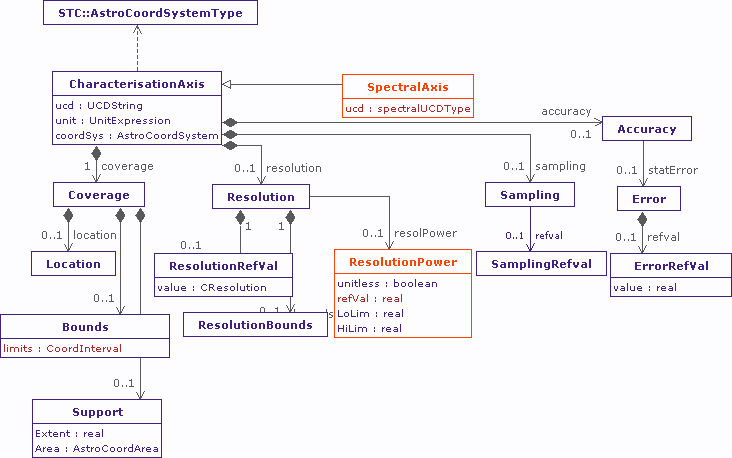 STC::AstroCoordSystemType
CharacterisationAxis
ucd : UCDString
unit : UnitExpression
coordSys : AstroCoordSystem
SpectralAxis
ucd : spectralUCDType
accuracy
0..1
Accuracy
1
coverage
0..1
resolution
0..1
sampling
0..1
statError
Coverage
Resolution
Sampling
Error
location
1
1
0..1
resolPower
0..1
refval
0..1
refval
0..1
0..1
Location
ResolutionRefVal
value : CResolution
ResolutionPower
unitless : boolean
refVal : real
LoLim : real
HiLim : real
SamplingRefval
ErrorRefVal
value : real
0..1
0..1
Bounds
limits : CoordInterval
ResolutionBounds
0..1
Support
Extent : real
Area : AstroCoordArea